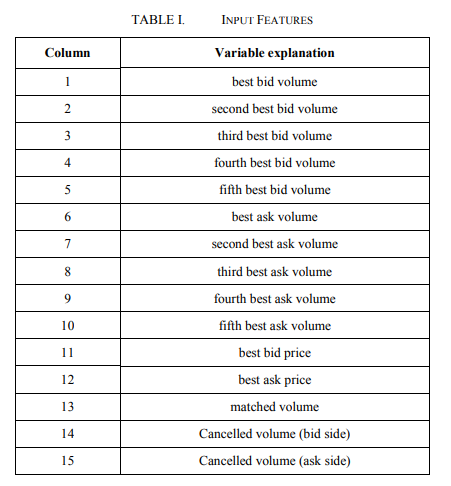 TABLE I. INPUT FEATURES
Column Variable explanation
1 best bid volume
2 second best bid volume
3 third best bid volume
4 fourth best bid volume
5 fifth best bid volume
6 best ask volume
7 second best ask volume
8 third best ask volume
9 fourth best ask volume
10 fifth best ask volume
11 best bid price
12 best ask price
13 matched volume
14 Cancelled volume (bid side)
15 Cancelled volume (ask side)